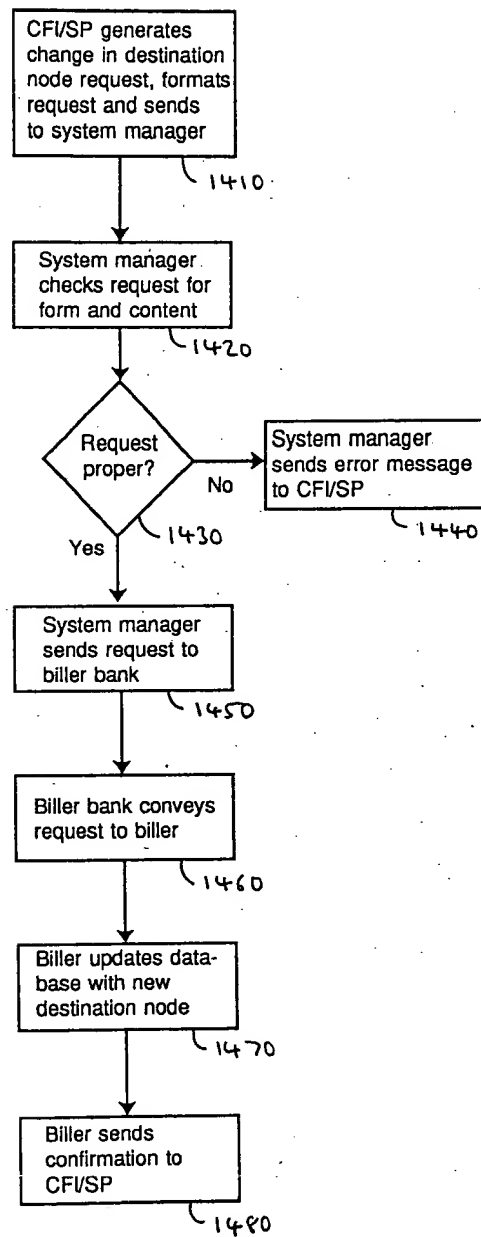 CFI/SP generates
change in destination
node request, formats
request and sends
to system manager
1410
System manager
checks request for
form and content
1420
Request
proper?
No
System manager
sends error message
to CFI/SP
1440
1430
Yes
System manager
sends request to
biller bank
1450
Biller bank conveys
request to biller
1460
Biller updates data-
base with new
destination node
1470
Biller sends
confirmation to
CFI/SP
1480